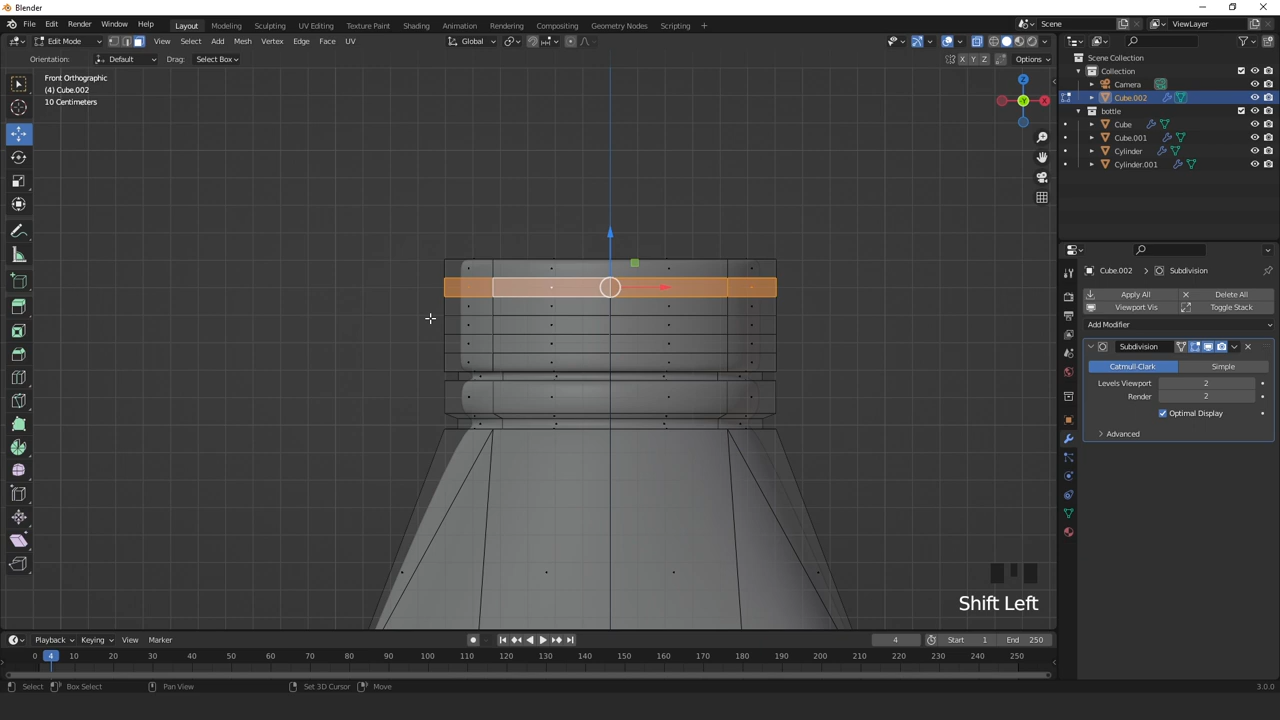 Blender
File Edit Render Window Help Layout Modeling Sculpting UV Editing Texture Paint Shading Animation Rendering Compositing Geometry Nodes Scripting + Scene ViewLayer
Edit Mode View Select Add Mesh Vertex Edge Face UV Global
Orientation: Default Drag: Select Box X Y Z Options
Front Orthographic
(4) Cube.002
10 Centimeters
Z
Y
X
Scene Collection
Collection
Camera
Cube.002
bottle
Cube
Cube.001
Cylinder
Cylinder.001
Cube.002 Subdivision
Apply All Delete All
Viewport Vis Toggle Stack
Add Modifier
Subdivision
Catmull-Clark Simple
Levels Viewport 2
Render 2
Optimal Display
Advanced
Shift Left
Playback Keying View Marker 4 Start 1 End 250
0 4 10 20 30 40 50 60 70 80 90 100 110 120 130 140 150 160 170 180 190 200 210 220 230 240 250
Select Box Select Pan View Set 3D Cursor Move 3.0.0